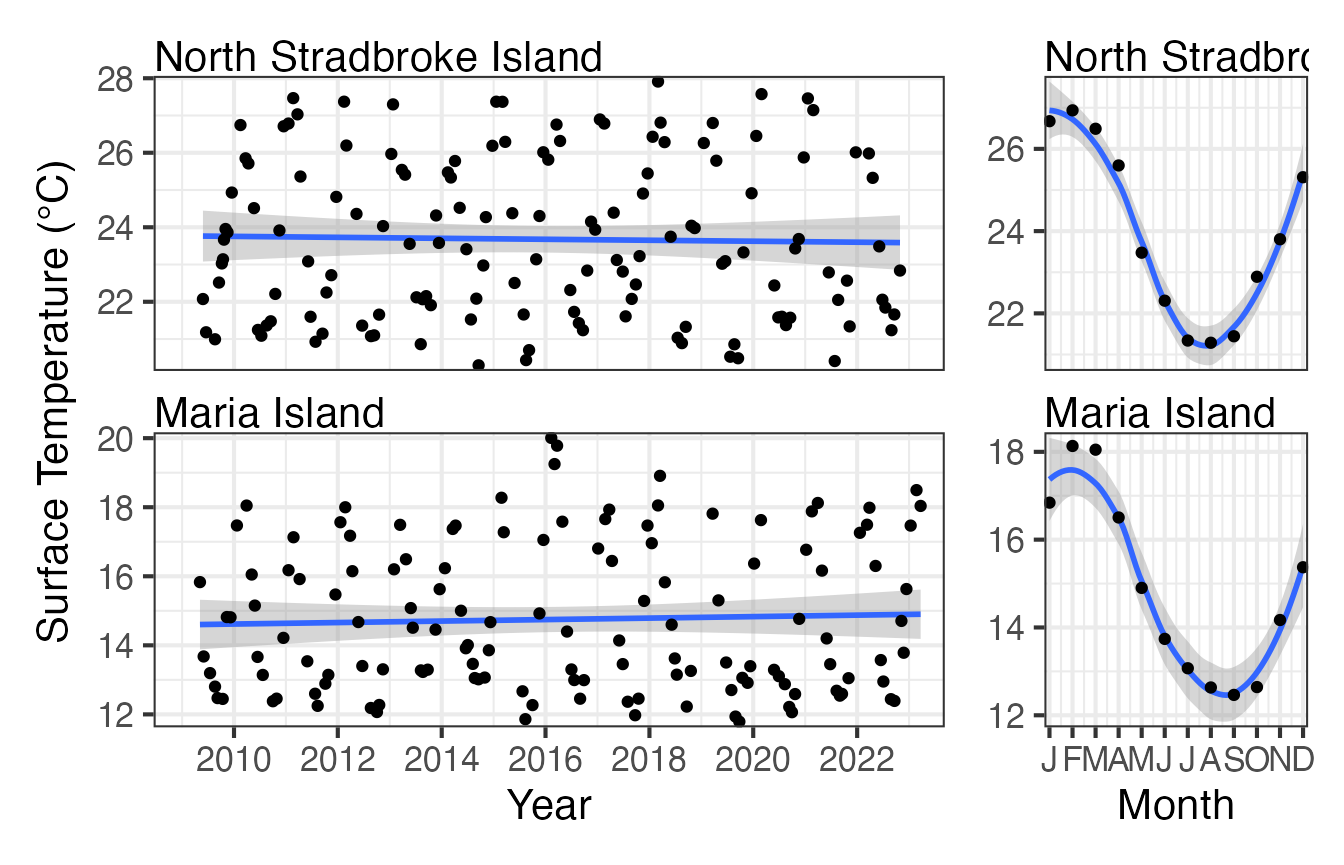 North Stradbroke Island
North Stradbro
Surface Temperature (°C)
28
26
24
22
26
24
22
Maria Island
Maria Island
20
18
16
14
12
18
16
14
12
2010 2012 2014 2016 2018 2020 2022
J F M A M J J A S O N D
Year
Month